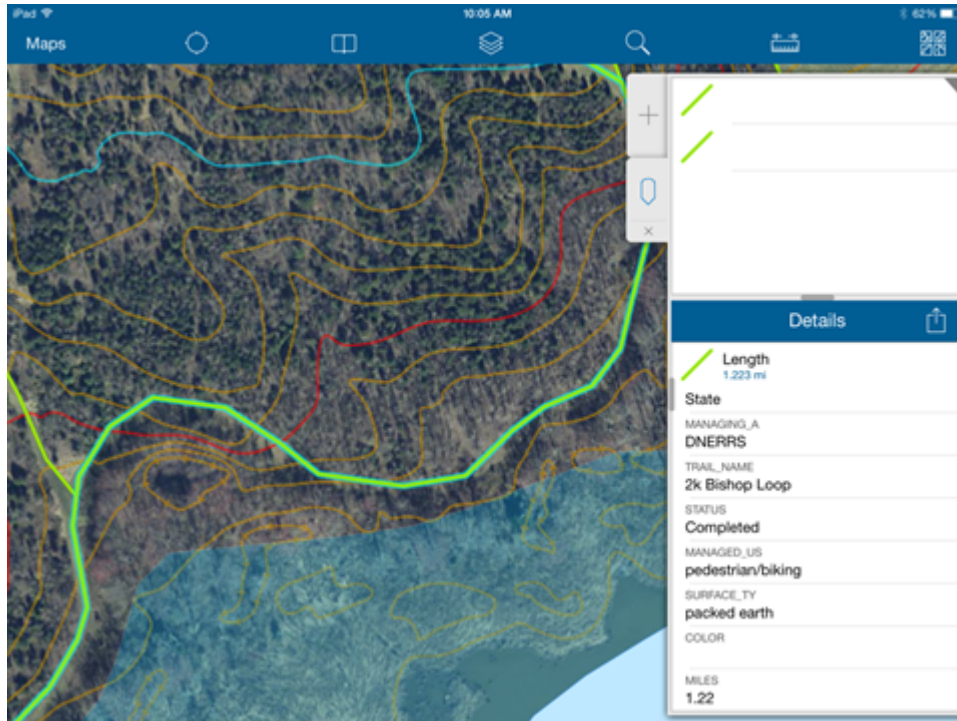 iPad 10:05 AM 62%
Maps
Details
Length
1.223 mi
State
MANAGING_A
DNERRS
TRAIL_NAME
2k Bishop Loop
STATUS
Completed
MANAGED_US
pedestrian/biking
SURFACE_TY
packed earth
COLOR
MILES
1.22